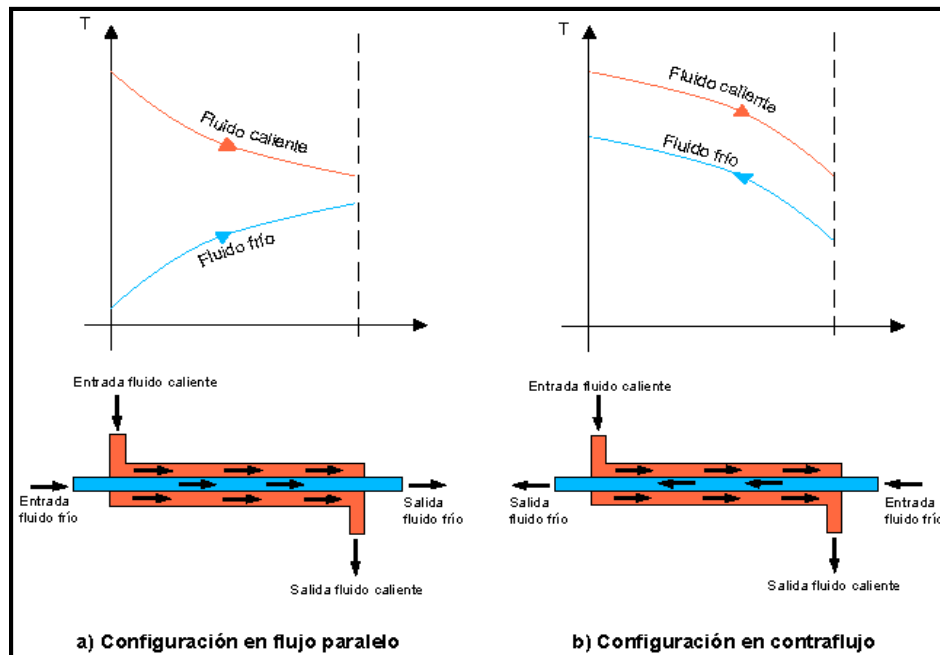 T
Fluido caliente
Fluido frío
Entrada fluido caliente
Entrada
fluido frío
Salida
fluido frío
Salida fluido caliente
a) Configuración en flujo paralelo
T
Fluido caliente
Fluido frío
Entrada fluido caliente
Salida
fluido frío
Entrada
fluido frío
Salida fluido caliente
b) Configuración en contraflujo